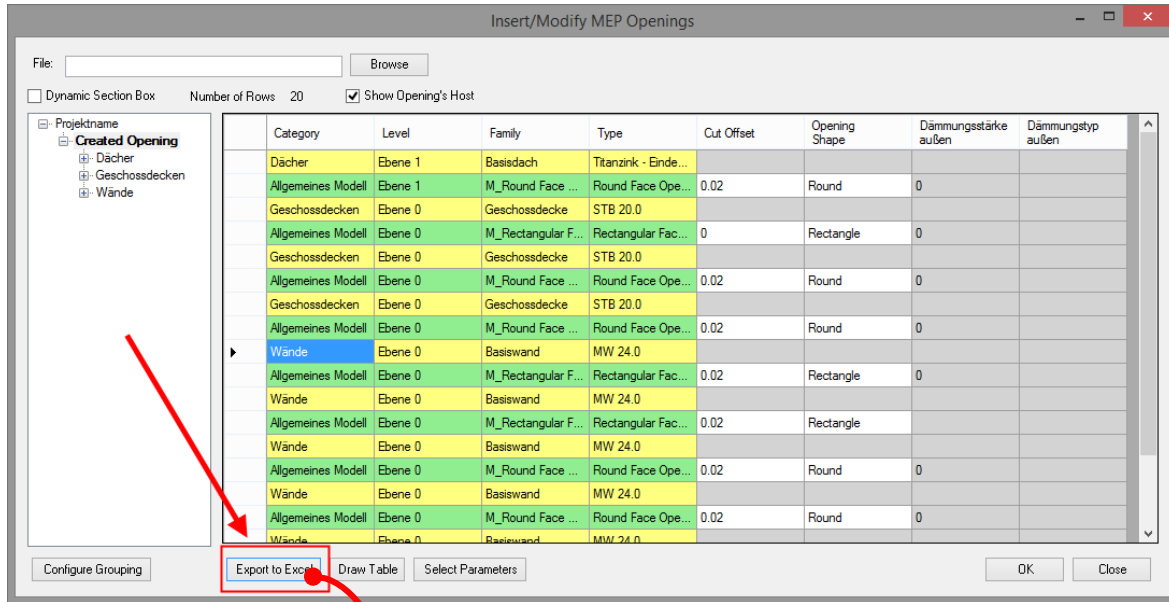 Insert/Modify MEP Openings
File: Browse
Dynamic Section Box Number of Rows 20 Show Opening's Host
Projektname
Created Opening
Dächer
Geschossdecken
Wände
Category Level Family Type Cut Offset Opening Shape Dämmungsstärke außen Dämmungstyp außen
Dächer Ebene 1 Basisdach Titanzink - Einde...
Allgemeines Modell Ebene 1 M_Round Face ... Round Face Ope... 0.02 Round 0
Geschossdecken Ebene 0 Geschossdecke STB 20.0
Allgemeines Modell Ebene 0 M_Rectangular F... Rectangular Fac... 0 Rectangle 0
Geschossdecken Ebene 0 Geschossdecke STB 20.0
Allgemeines Modell Ebene 0 M_Round Face ... Round Face Ope... 0.02 Round 0
Geschossdecken Ebene 0 Geschossdecke STB 20.0
Allgemeines Modell Ebene 0 M_Round Face ... Round Face Ope... 0.02 Round 0
Wände Ebene 0 Basiswand MW 24.0
Allgemeines Modell Ebene 0 M_Rectangular F... Rectangular Fac... 0.02 Rectangle 0
Wände Ebene 0 Basiswand MW 24.0
Allgemeines Modell Ebene 0 M_Rectangular F... Rectangular Fac... 0.02 Rectangle
Wände Ebene 0 Basiswand MW 24.0
Allgemeines Modell Ebene 0 M_Round Face ... Round Face Ope... 0.02 Round 0
Wände Ebene 0 Basiswand MW 24.0
Allgemeines Modell Ebene 0 M_Round Face ... Round Face Ope... 0.02 Round 0
Wände Ebene 0 Basiswand MW 24.0
Configure Grouping Export to Excel Draw Table Select Parameters OK Close